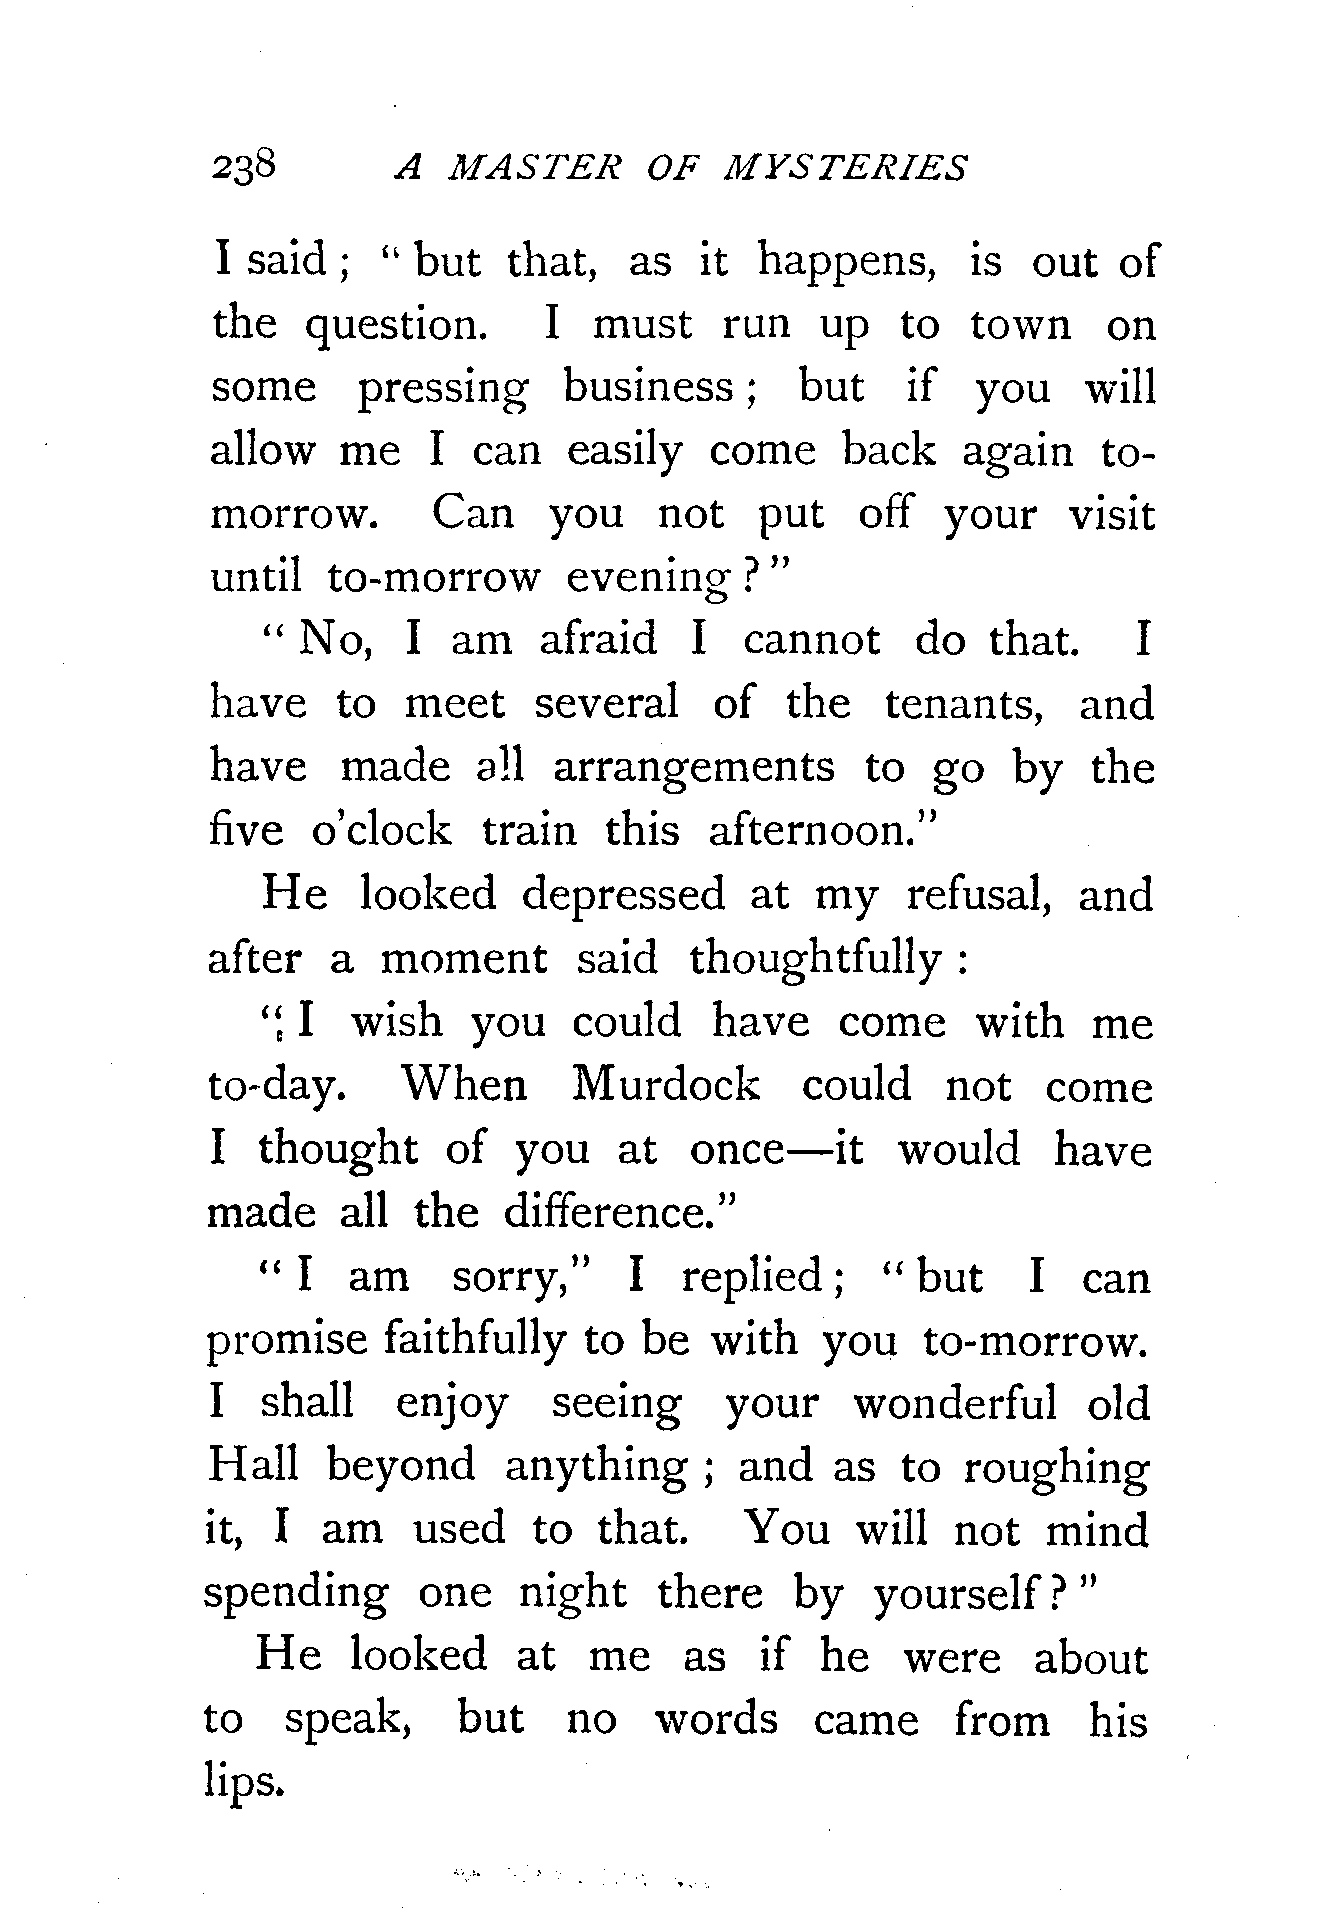 238 A MASTER OF MYSTERIES
I said ; " but that, as it happens, is out of
the question. I must run up to town on
some pressing business ; but if you will
allow me I can easily come back again to-
morrow. Can you not put off your visit
until to-morrow evening ? "
" No, I am afraid I cannot do that. I
have to meet several of the tenants, and
have made all arrangements to go by the
five o'clock train this afternoon."
He looked depressed at my refusal, and
after a moment said thoughtfully :
" I wish you could have come with me
to-day. When Murdock could not come
I thought of you at once—it would have
made all the difference."
" I am sorry," I replied ; " but I can
promise faithfully to be with you to-morrow.
I shall enjoy seeing your wonderful old
Hall beyond anything ; and as to roughing
it, I am used to that. You will not mind
spending one night there by yourself ? "
He looked at me as if he were about
to speak, but no words came from his
lips.